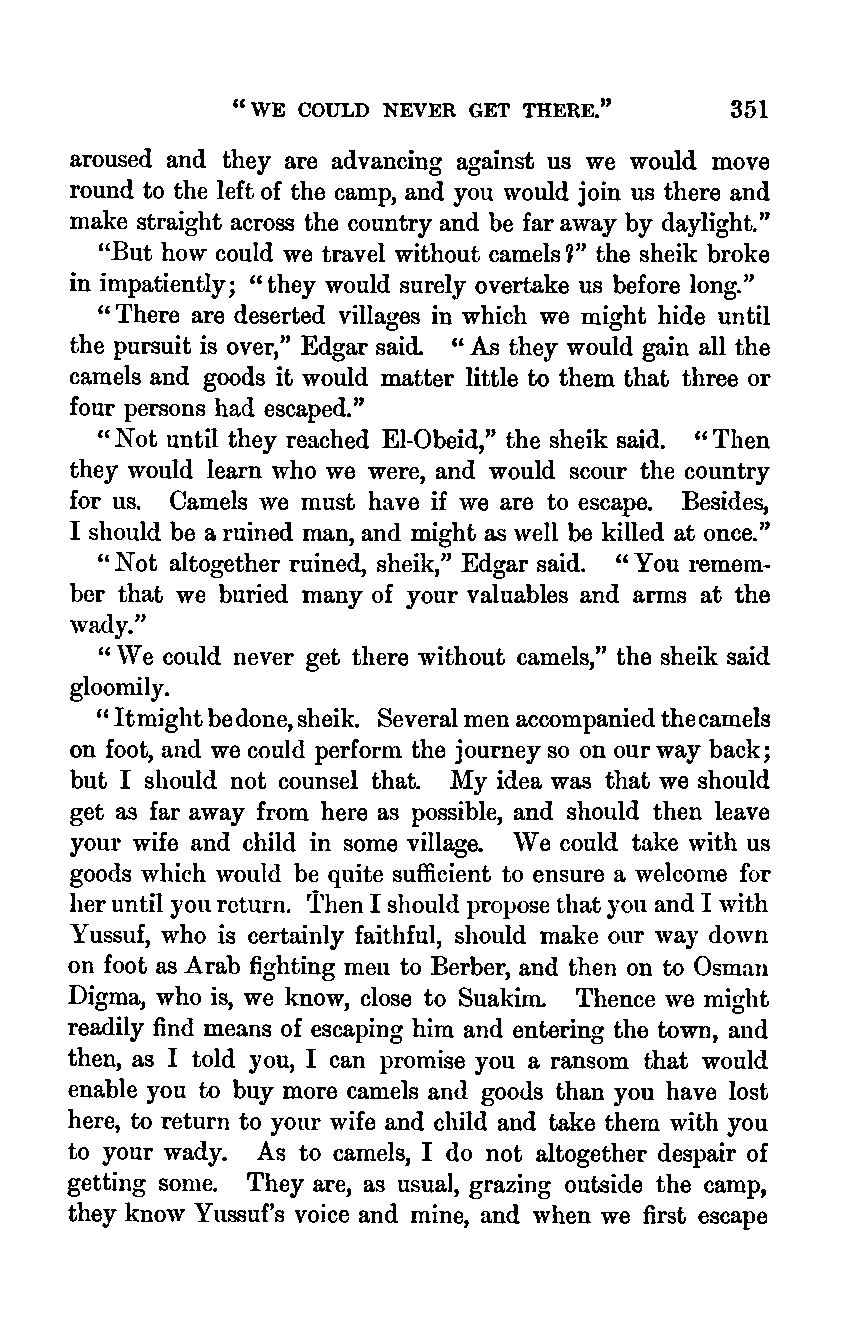 “WE COULD NEVER GET THERE.” 351
aroused and they are advancing against us we would move
round to the left of the camp, and you would join us there and
make straight across the country and be far away by daylight.”
“But how could we travel without camels?” the sheik broke
in impatiently; “they would surely overtake us before long.”
“There are deserted villages in which we might hide until
the pursuit is over,” Edgar said. “As they would gain all the
camels and goods it would matter little to them that three or
four persons had escaped.”
“Not until they reached El-Obeid,” the sheik said. “Then
they would learn who we were, and would scour the country
for us. Camels we must have if we are to escape. Besides,
I should be a ruined man, and might as well be killed at once.”
“Not altogether ruined, sheik,” Edgar said. “You remem-
ber that we buried many of your valuables and arms at the
wady.”
“We could never get there without camels,” the sheik said
gloomily.
“It might be done, sheik. Several men accompanied the camels
on foot, and we could perform the journey so on our way back;
but I should not counsel that. My idea was that we should
get as far away from here as possible, and should then leave
your wife and child in some village. We could take with us
goods which would be quite sufficient to ensure a welcome for
her until you return. Then I should propose that you and I with
Yussuf, who is certainly faithful, should make our way down
on foot as Arab fighting men to Berber, and then on to Osman
Digma, who is, we know, close to Suakim. Thence we might
readily find means of escaping him and entering the town, and
then, as I told you, I can promise you a ransom that would
enable you to buy more camels and goods than you have lost
here, to return to your wife and child and take them with you
to your wady. As to camels, I do not altogether despair of
getting some. They are, as usual, grazing outside the camp,
they know Yussuf’s voice and mine, and when we first escape